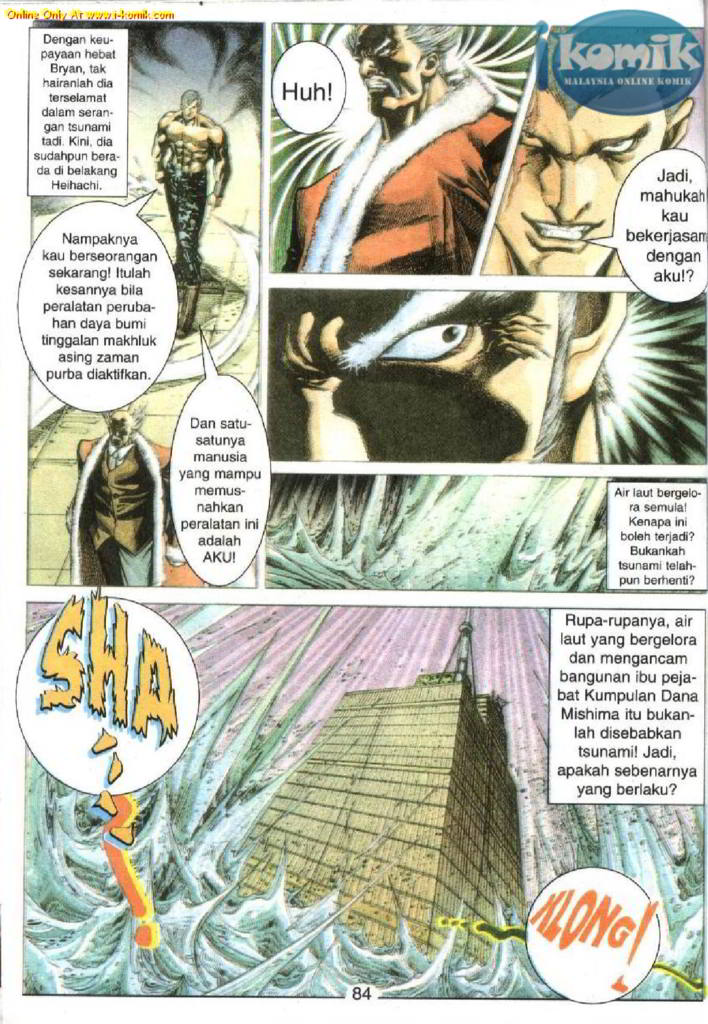 Online Only At www.i-komik.com
ikomik
MALAYSIA ONLINE KOMIK
Dengan keu-
payaan hebat
Bryan, tak
hairanlah dia
terselamat
dalam seran-
gan tsunami
tadi. Kini, dia
sudahpun bera-
da di belakang
Heihachi.
Nampaknya
kau berseorangan
sekarang! Itulah
kesannya bila
peralatan peruba-
han daya bumi
tinggalan makhluk
asing zaman
purba diaktifkan.
Dan satu-
satunya
manusia
yang mampu
memus-
nahkan
peralatan ini
adalah
AKU!
Huh!
Jadi,
mahukah
kau
bekerjasam
dengan
aku!?
Air laut bergelo-
ra semula!
Kenapa ini
boleh terjadi?
Bukankah
tsunami telah-
pun berhenti?
Rupa-rupanya, air
laut yang bergelora
dan mengancam
bangunan ibu peja-
bat Kumpulan Dana
Mishima itu bukan-
lah disebabkan
tsunami! Jadi,
apakah sebenarnya
yang berlaku?
SHA
KLONG!
84